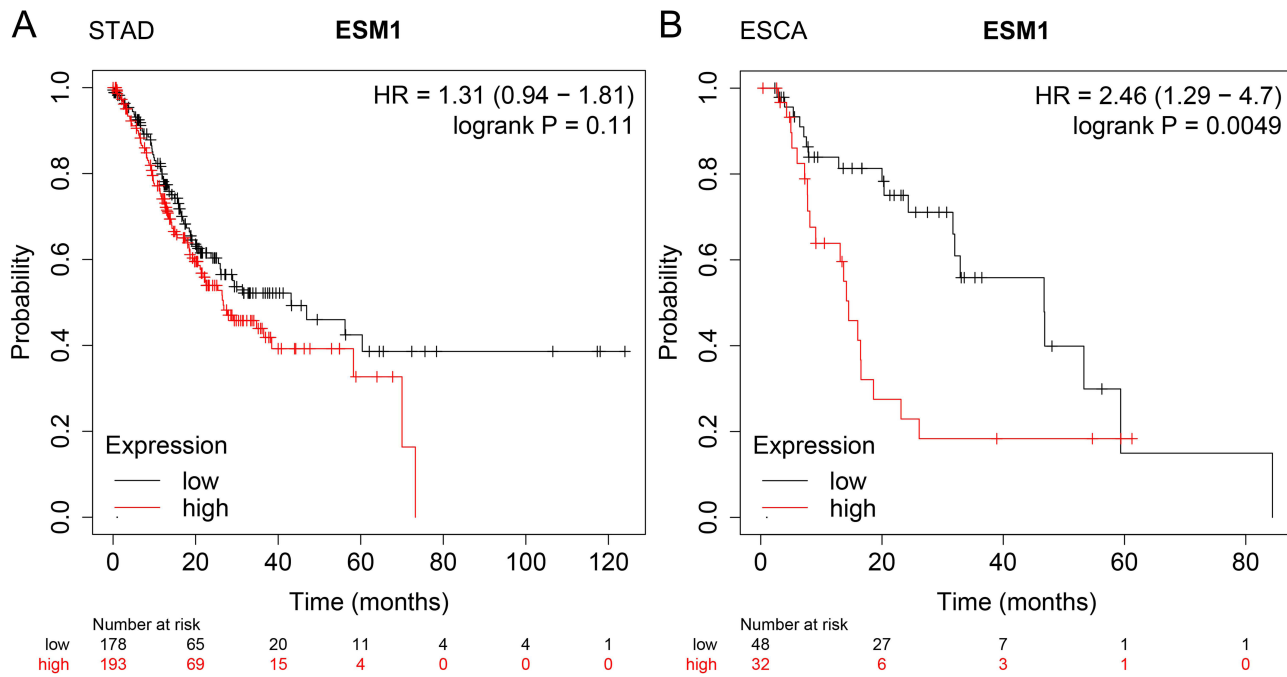 A STAD ESM1
HR = 1.31 (0.94 − 1.81)
logrank P = 0.11
Probability
0.0 0.2 0.4 0.6 0.8 1.0
Expression
low
high
0 20 40 60 80 100 120
Time (months)
Number at risk
low 178 65 20 11 4 4 1
high 193 69 15 4 0 0 0
B ESCA ESM1
HR = 2.46 (1.29 − 4.7)
logrank P = 0.0049
Probability
0.0 0.2 0.4 0.6 0.8 1.0
Expression
low
high
0 20 40 60 80
Time (months)
Number at risk
low 48 27 7 1 1
high 32 6 3 1 0